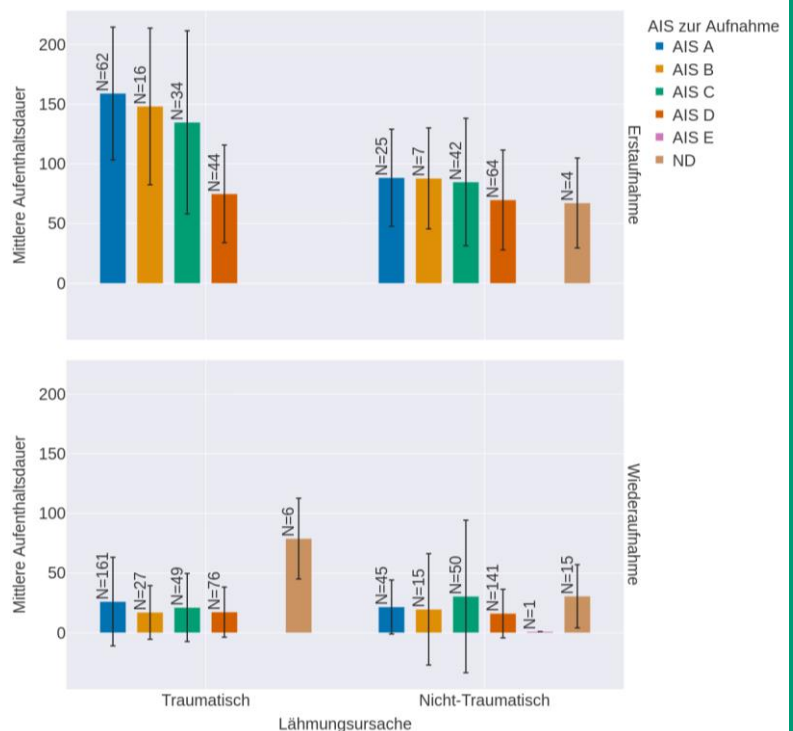 AIS zur Aufnahme
AIS A
AIS B
AIS C
AIS D
AIS E
ND
Mittlere Aufenthaltsdauer
200
150
100
50
0
N=62
N=16
N=34
N=44
N=25
N=7
N=42
N=64
N=4
Erstaufnahme
Mittlere Aufenthaltsdauer
200
150
100
50
0
N=161
N=27
N=49
N=76
N=6
N=45
N=15
N=50
N=141
N=1
N=15
Wiederaufnahme
Traumatisch
Nicht-Traumatisch
Lähmungsursache